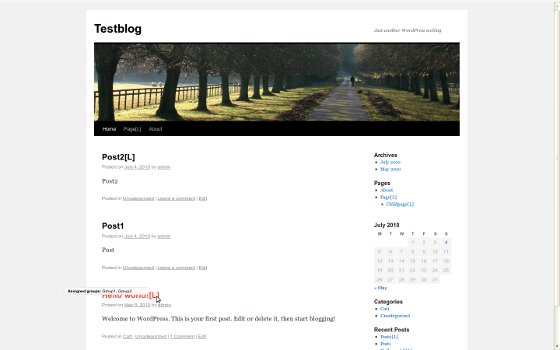 Testblog
Just another WordPress weblog
Home Page[L] About
Post2[L]
Posted on July 4, 2010 by admin
Post2
Posted in Uncategorized | Leave a comment | Edit
Post1
Posted on July 4, 2010 by admin
Post
Posted in Uncategorized | Leave a comment | Edit
Assigned groups: Group1, Group2
Hello world![L]
Posted on May 5, 2010 by admin
Welcome to WordPress. This is your first post. Edit or delete it, then start blogging!
Posted in Cat1, Uncategorized | 1 Comment | Edit
Archives
July 2010
May 2010
Pages
About
Page[L]
Childpage[L]
July 2010
M T W T F S S
1 2 3 4
5 6 7 8 9 10 11
12 13 14 15 16 17 18
19 20 21 22 23 24 25
26 27 28 29 30 31
« May
Categories
Cat1
Uncategorized
Recent Posts
Post2[L]
Post1